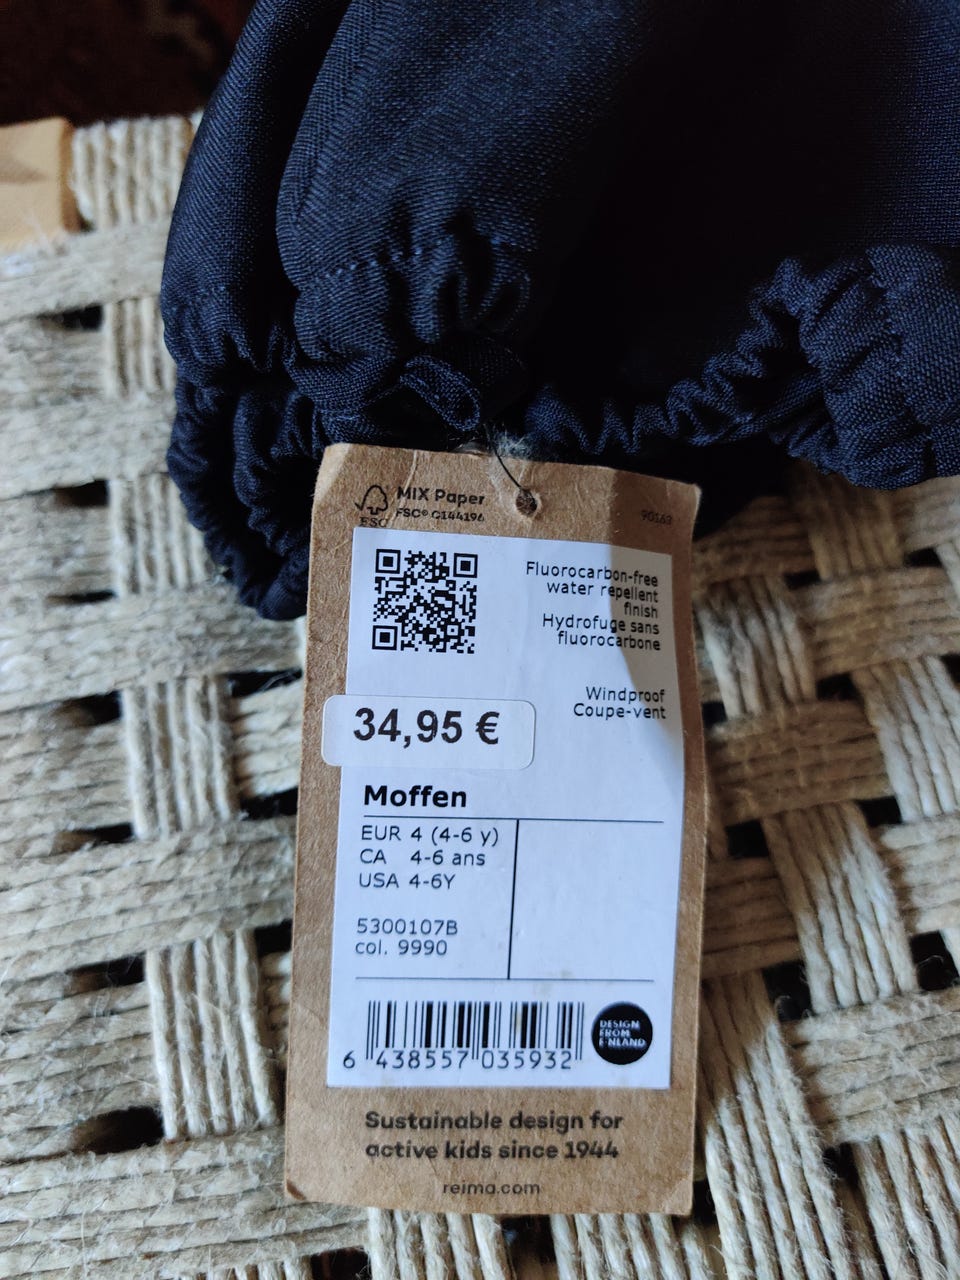 MIX Paper
FSC® C144196
FSC
90163
Fluorocarbon-free
water repellent
finish
Hydrofuge sans
fluorocarbone
Windproof
Coupe-vent
34,95 €
Moffen
EUR 4 (4-6 y)
CA 4-6 ans
USA 4-6Y
5300107B
col. 9990
DESIGN
FROM
FINLAND
6 438557 035932
Sustainable design for
active kids since 1944
reima.com